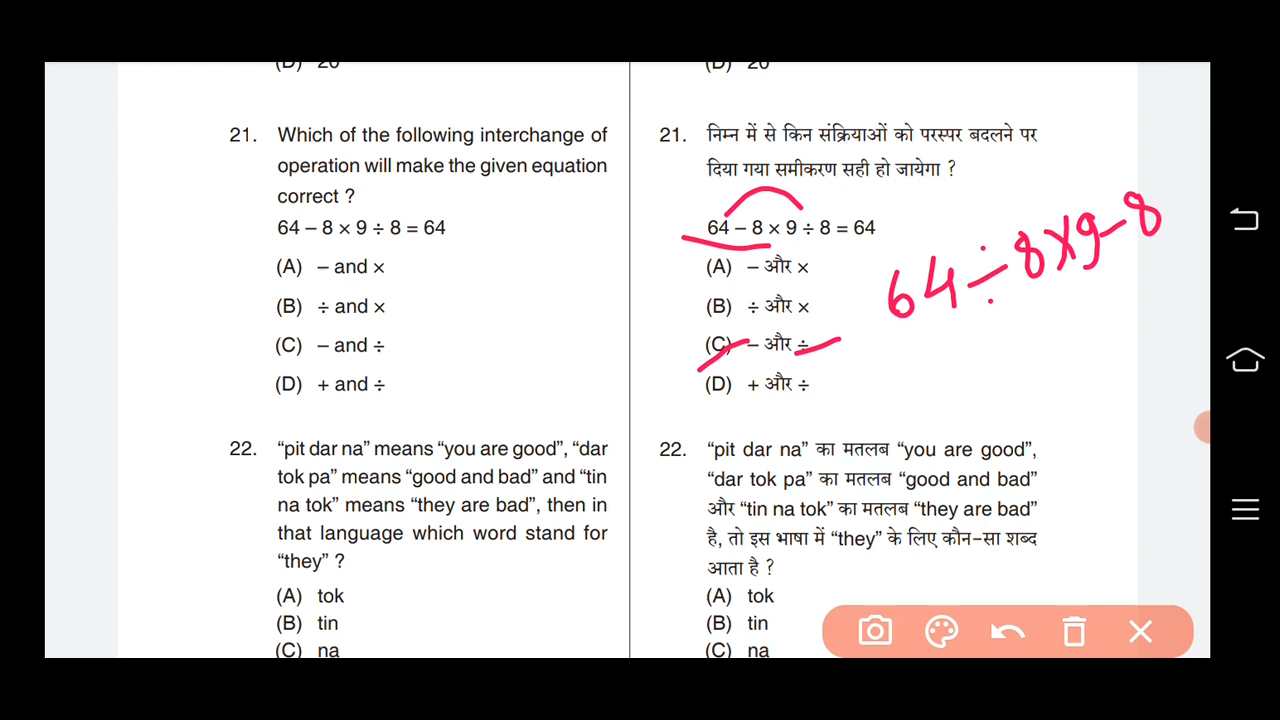 (D) 20
21. Which of the following interchange of
operation will make the given equation
correct ?
64 – 8 × 9 ÷ 8 = 64
(A) – and ×
(B) ÷ and ×
(C) – and ÷
(D) + and ÷
22. “pit dar na” means “you are good”, “dar
tok pa” means “good and bad” and “tin
na tok” means “they are bad”, then in
that language which word stand for
“they” ?
(A) tok
(B) tin
(C) na
(D) 20
21. निम्न में से किन संक्रियाओं को परस्पर बदलने पर
दिया गया समीकरण सही हो जायेगा ?
64 – 8 × 9 ÷ 8 = 64
(A) – और ×
(B) ÷ और ×
(C) – और ÷
(D) + और ÷
64 ÷ 8 × 9 – 8
22. “pit dar na” का मतलब “you are good”,
“dar tok pa” का मतलब “good and bad”
और “tin na tok” का मतलब “they are bad”
है, तो इस भाषा में “they” के लिए कौन-सा शब्द
आता है ?
(A) tok
(B) tin
(C) na